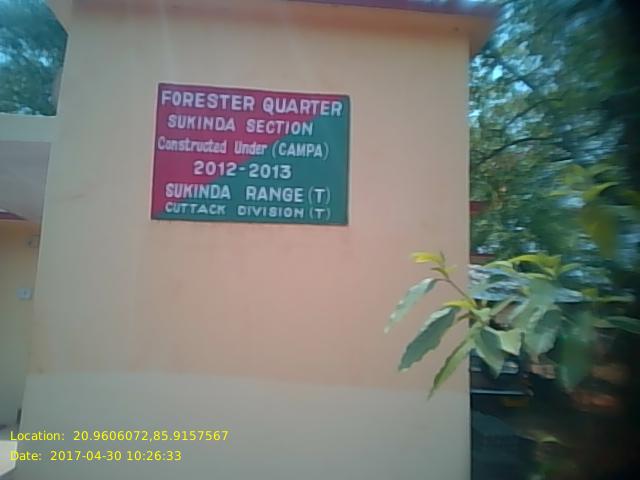 FORESTER QUARTER
SUKINDA SECTION
Constructed Under (CAMPA)
2012-2013
SUKINDA RANGE (T)
CUTTACK DIVISION (T)
Location: 20.9606072,85.9157567
Date: 2017-04-30 10:26:33